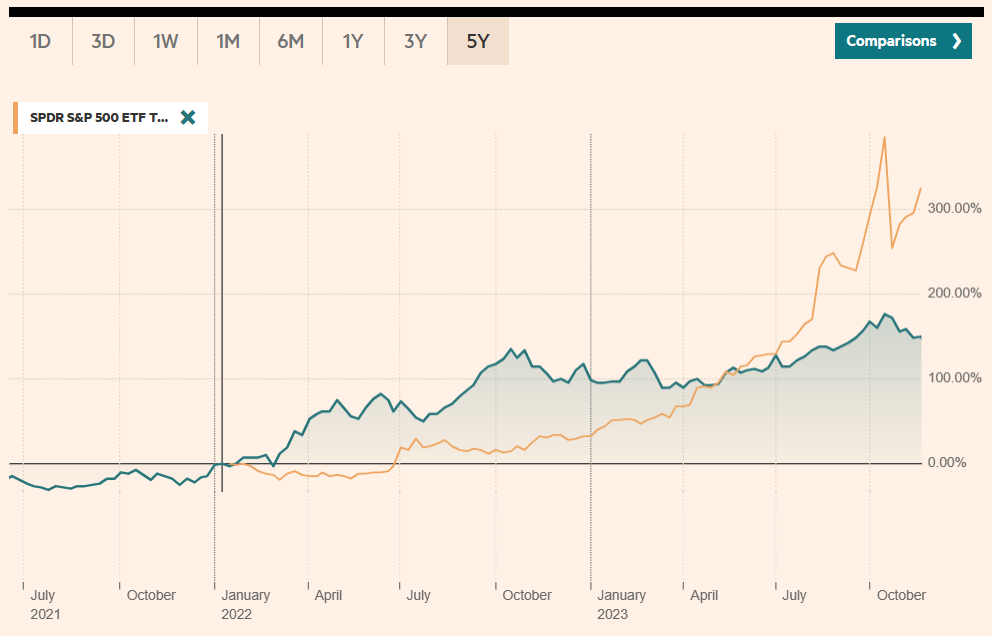 1D 3D 1W 1M 6M 1Y 3Y 5Y Comparisons
SPDR S&P 500 ETF T...
300.00%
200.00%
100.00%
0.00%
July October January April July October January April July October
2021 2022 2023